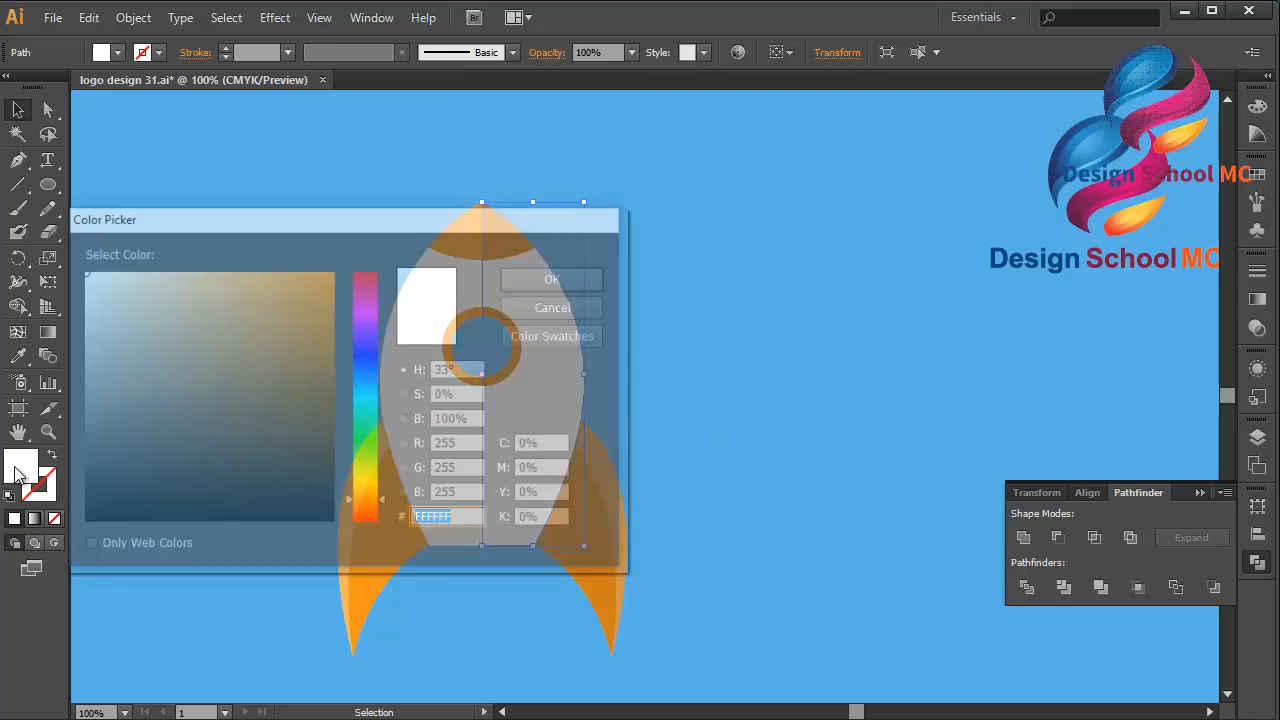 Ai File Edit Object Type Select Effect View Window Help Br Essentials
Path Stroke: Basic Opacity: 100% Style: Transform
logo design 31.ai* @ 100% (CMYK/Preview) ×
Design School MC
Design School MC
Color Picker
Select Color:
OK
Cancel
Color Swatches
H: 33°
S: 0%
B: 100%
R: 255 C: 0%
G: 255 M: 0%
B: 255 Y: 0%
# FFFFFF K: 0%
Only Web Colors
Transform Align Pathfinder
Shape Modes:
Expand
Pathfinders:
100% 1 Selection